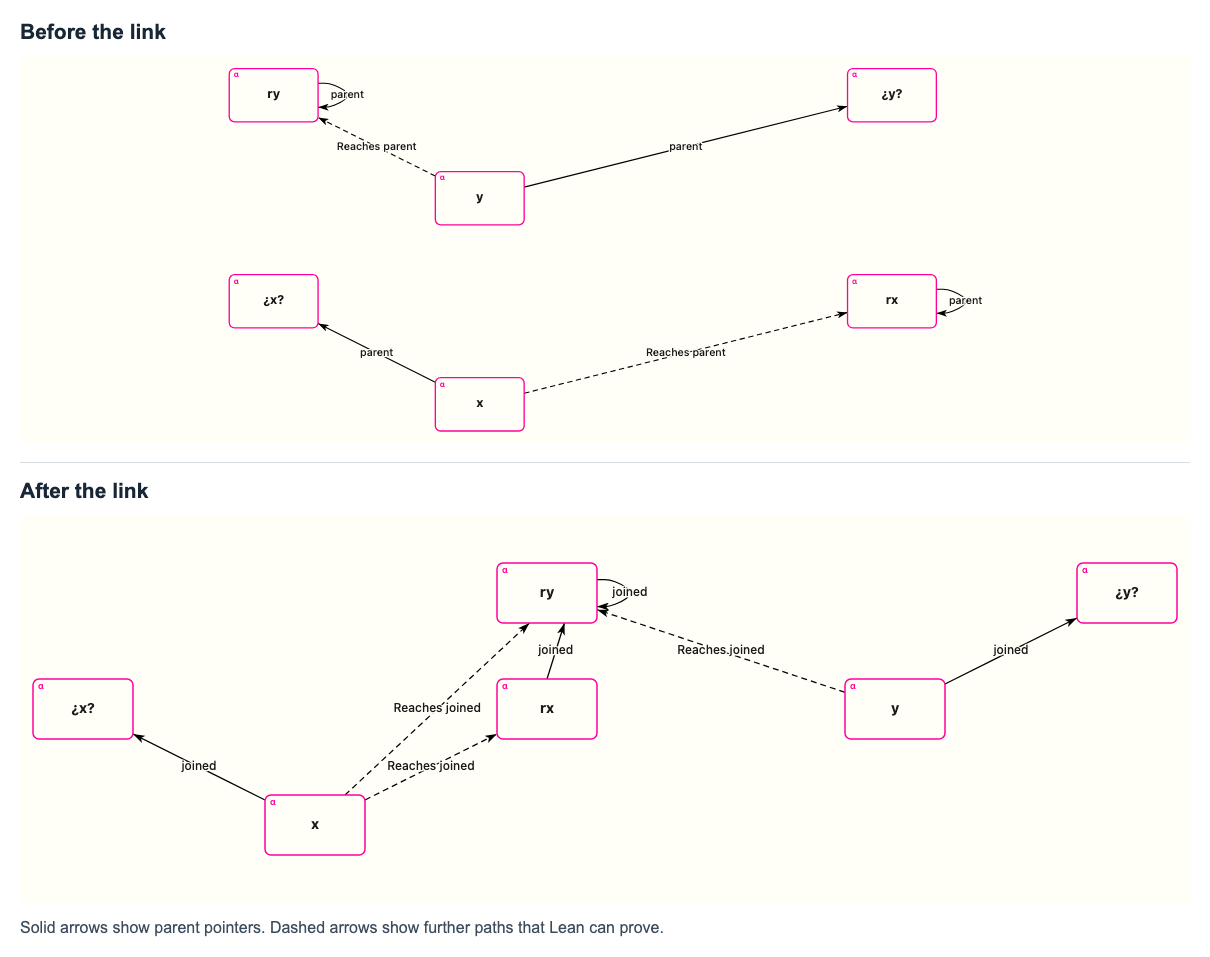 Before the link
α
ry
parent
α
¿y?
Reaches parent
parent
α
y
α
¿x?
α
rx
parent
parent
Reaches parent
α
x
After the link
α
ry
joined
α
¿y?
joined
Reaches joined
joined
α
¿x?
Reaches joined
α
rx
α
y
joined
Reaches joined
α
x
Solid arrows show parent pointers. Dashed arrows show further paths that Lean can prove.